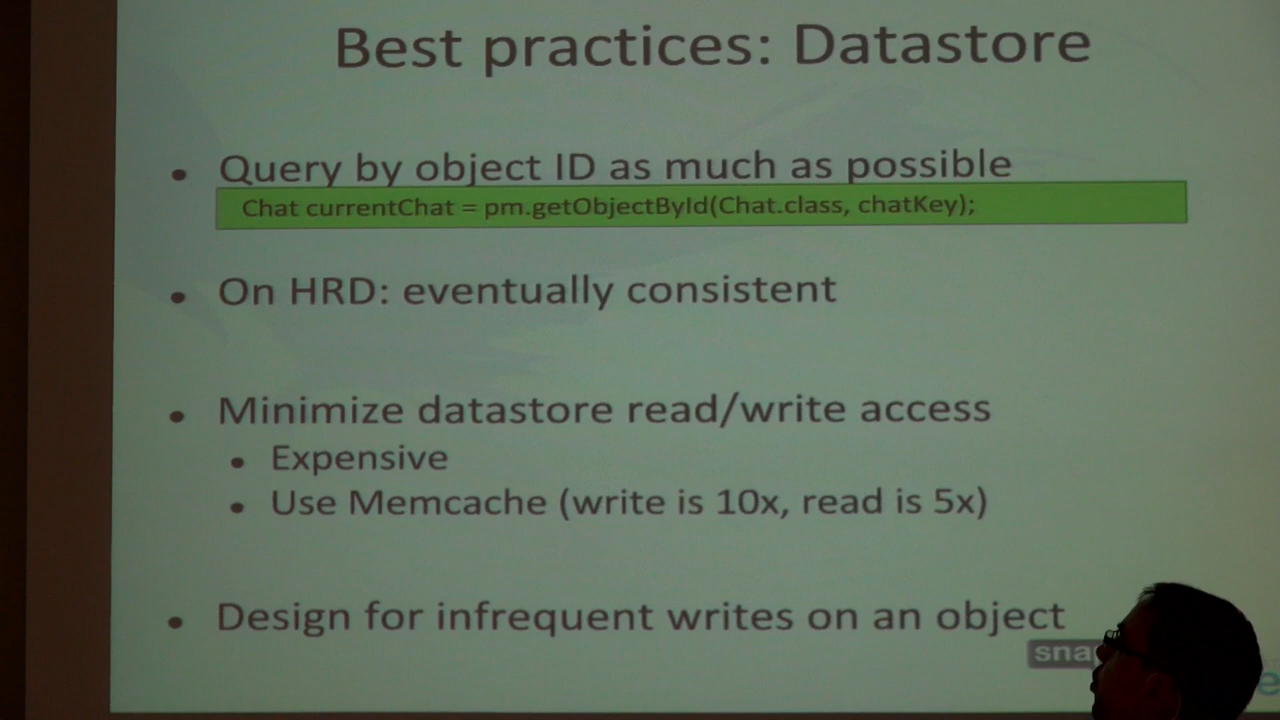 Best practices: Datastore
• Query by object ID as much as possible
Chat currentChat = pm.getObjectById(Chat.class, chatKey);
• On HRD: eventually consistent
• Minimize datastore read/write access
• Expensive
• Use Memcache (write is 10x, read is 5x)
• Design for infrequent writes on an object